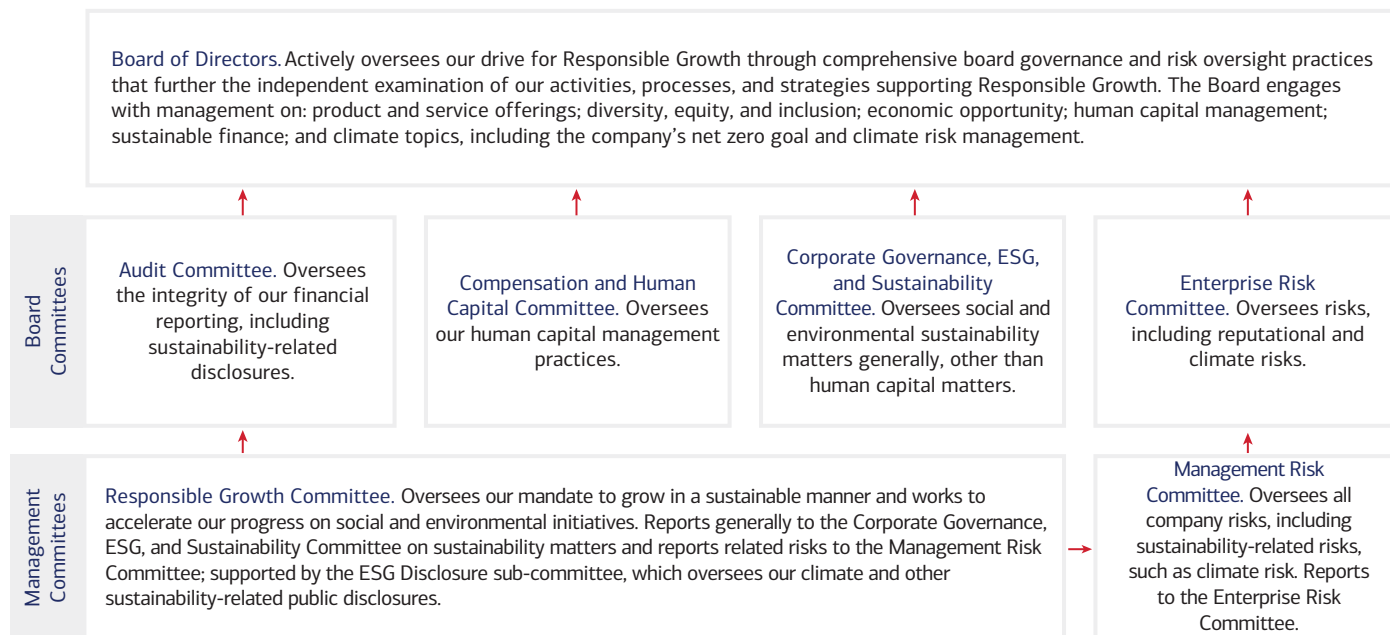 Board of Directors. Actively oversees our drive for Responsible Growth through comprehensive board governance and risk oversight practices
that further the independent examination of our activities, processes, and strategies supporting Responsible Growth. The Board engages
with management on: product and service offerings; diversity, equity, and inclusion; economic opportunity; human capital management;
sustainable finance; and climate topics, including the company's net zero goal and climate risk management.
Board
Committees
Audit Committee. Oversees
the integrity of our financial
reporting, including
sustainability-related
disclosures.
Compensation and Human
Capital Committee. Oversees
our human capital management
practices.
Corporate Governance, ESG,
and Sustainability
Committee. Oversees social and
environmental sustainability
matters generally, other than
human capital matters.
Enterprise Risk
Committee. Oversees risks,
including reputational and
climate risks.
Management
Committees
Responsible Growth Committee. Oversees our mandate to grow in a sustainable manner and works to
accelerate our progress on social and environmental initiatives. Reports generally to the Corporate Governance,
ESG, and Sustainability Committee on sustainability matters and reports related risks to the Management Risk
Committee; supported by the ESG Disclosure sub-committee, which oversees our climate and other
sustainability-related public disclosures.
Management Risk
Committee. Oversees all
company risks, including
sustainability-related risks,
such as climate risk. Reports
to the Enterprise Risk
Committee.